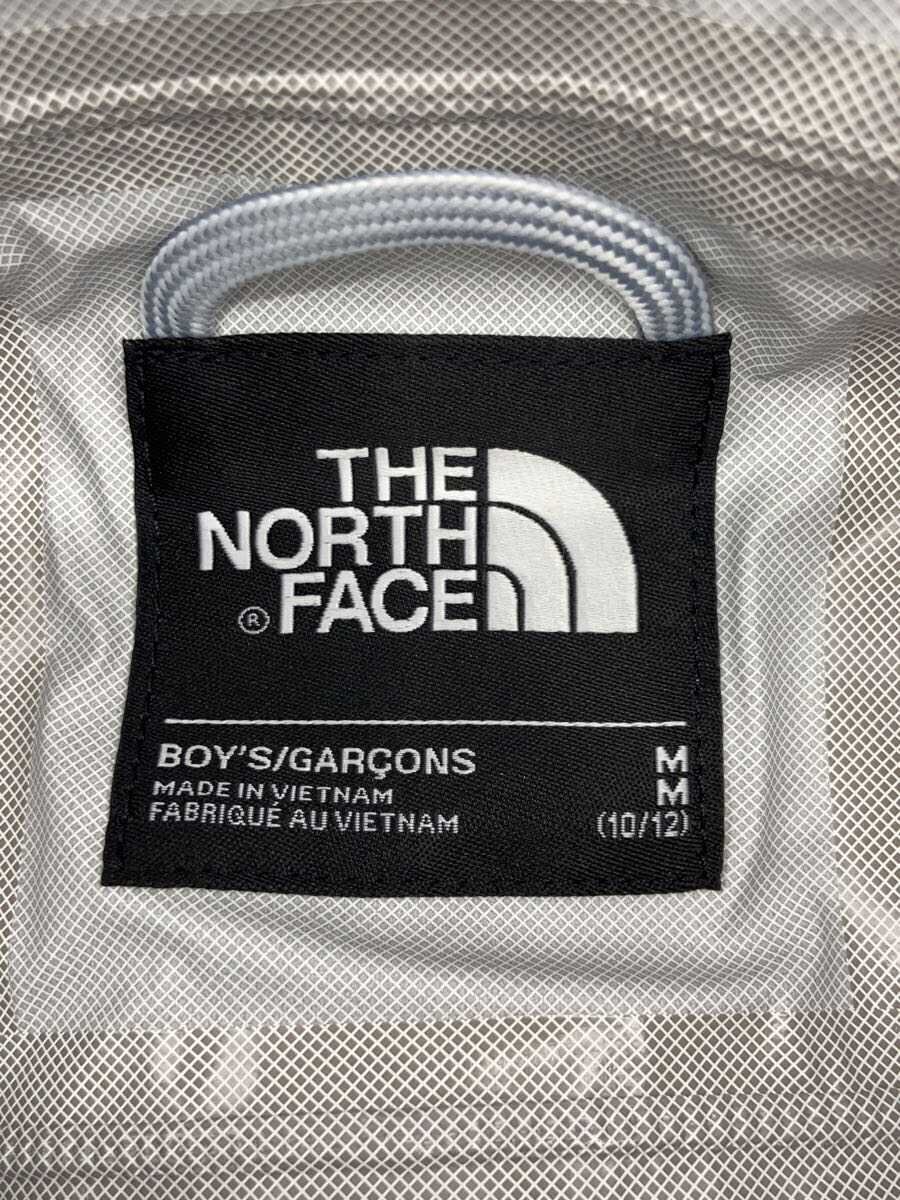 THE
NORTH
® FACE
BOY'S/GARÇONS M
MADE IN VIETNAM M
FABRIQUÉ AU VIETNAM (10/12)